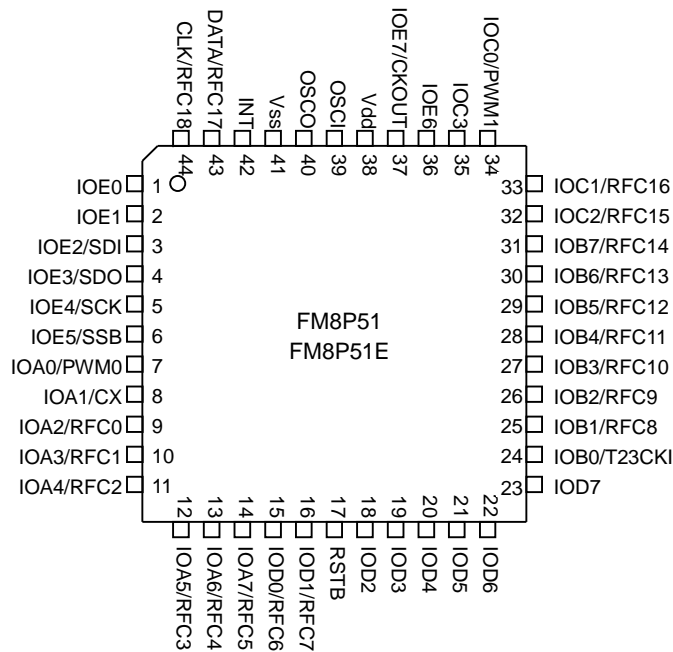 CLK/RFC18
DATA/RFC17
INT
Vss
OSCO
OSCI
Vdd
IOE7/CKOUT
IOE6
IOC3
IOC0/PWM1
44
43
42
41
40
39
38
37
36
35
34
IOE0 1
IOE1 2
IOE2/SDI 3
IOE3/SDO 4
IOE4/SCK 5
IOE5/SSB 6
IOA0/PWM0 7
IOA1/CX 8
IOA2/RFC0 9
IOA3/RFC1 10
IOA4/RFC2 11
FM8P51
FM8P51E
33 IOC1/RFC16
32 IOC2/RFC15
31 IOB7/RFC14
30 IOB6/RFC13
29 IOB5/RFC12
28 IOB4/RFC11
27 IOB3/RFC10
26 IOB2/RFC9
25 IOB1/RFC8
24 IOB0/T23CKI
23 IOD7
12
13
14
15
16
17
18
19
20
21
22
IOA5/RFC3
IOA6/RFC4
IOA7/RFC5
IOD0/RFC6
IOD1/RFC7
RSTB
IOD2
IOD3
IOD4
IOD5
IOD6